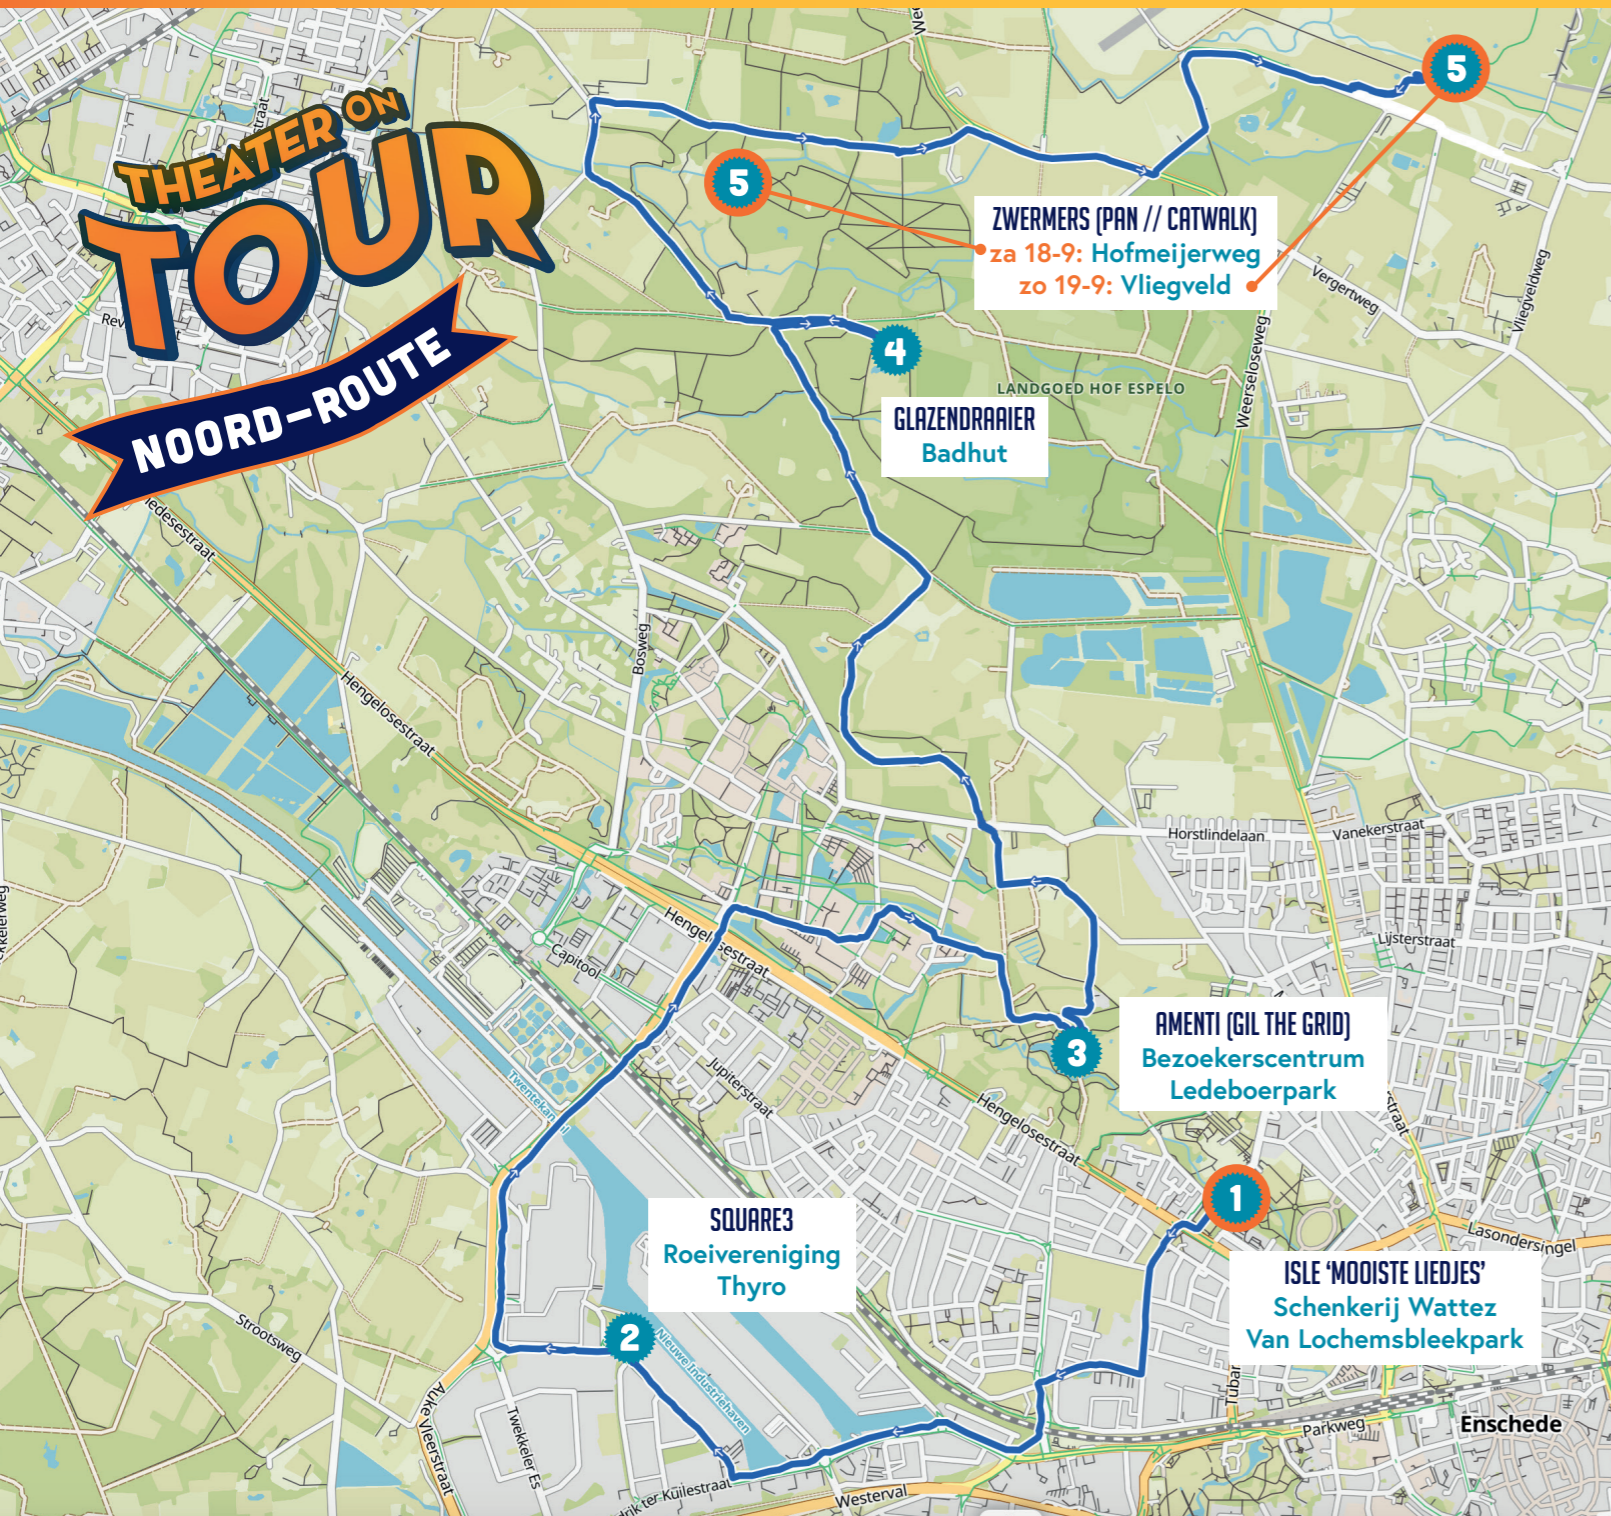 THEATER ON
TOUR
NOORD-ROUTE
5
5
ZWERMERS (PAN // CATWALK)
za 18-9: Hofmeijerweg
zo 19-9: Vliegveld
Vergertweg
Vliegveldweg
Weerseloseweg
4
LANDGOED HOF ESPELO
GLAZENDRAAIER
Badhut
Bosweg
Hengelosestraat
Horstlindelaan
Vanekerstraat
Lijsterstraat
Hengelosestraat
Capitool
AMENTI (GIL THE GRID)
Bezoekerscentrum
Ledeboerpark
3
Jupiterstraat
Hengelosestraat
1
Lasondersingel
SQUARE3
Roeivereniging
Thyro
ISLE ‘MOOISTE LIEDJES’
Schenkerij Wattez
Van Lochemsbleekpark
2
Nieuwe Industriehaven
Strootsweg
Auke Vleerstraat
Twekkeler Es
Parkweg
Enschede
Westerval